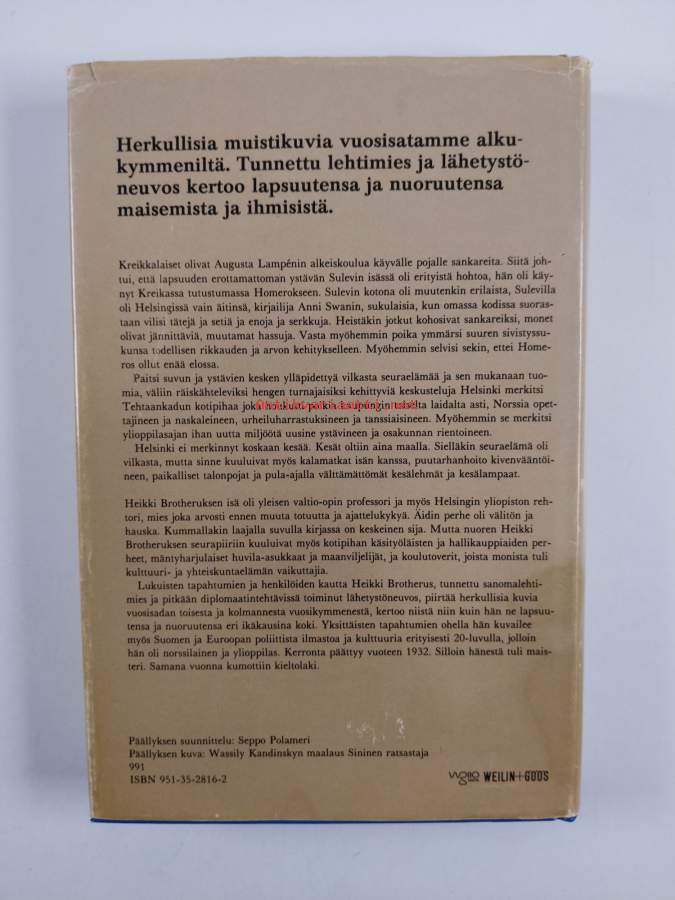 Herkullisia muistikuvia vuosisatamme alku-
kymmeniltä. Tunnettu lehtimies ja lähetystö-
neuvos kertoo lapsuutensa ja nuoruutensa
maisemista ja ihmisistä.
Kreikkalaiset olivat Augusta Lampénin alkeiskoulua käyvälle pojalle sankareita. Siitä joh-
tui, että lapsuuden erottamattoman ystävän Sulevin isässä oli erityistä hohtoa, hän oli käy-
nyt Kreikassa tutustumassa Homerokseen. Sulevin kotona oli muutenkin erilaista, Sulevilla
oli Helsingissä vain äitinsä, kirjailija Anni Swanin, sukulaisia, kun omassa kodissa suoras-
taan vilisi tätejä ja setiä ja enoja ja serkkuja. Heistäkin jotkut kohosivat sankareiksi, monet
olivat jännittäviä, muutamat hassuja. Vasta myöhemmin poika ymmärsi suuren sivistyssu-
kunsa todellisen rikkauden ja arvon kehitykselleen. Myöhemmin selvisi sekin, ettei Home-
ros ollut enää elossa.
Paitsi suvun ja ystävien kesken ylläpidettyä vilkasta seuraelämää ja sen mukanaan tuo-
mia, väliin räiskähteleviksi hengen turnajaisiksi kehittyviä keskusteluja Helsinki merkitsi
Tehtaankadun kotipihaa
laidalta asti, Norssia opet-
tajineen ja naskaleineen, urheiluharrastuksineen ja tanssiaisineen. Myöhemmin se merkitsi
ylioppilasajan ihan uutta miljöötä uusine ystävineen ja osakunnan rientoineen.
Helsinki ei merkinnyt koskaan kesää. Kesät oltiin aina maalla. Sielläkin seuraelämä oli
vilkasta, mutta sinne kuuluivat myös kalamatkat isän kanssa, puutarhanhoito kivenvääntöi-
neen, paikalliset talonpojat ja pula-ajalla välttämättömät kesälehmät ja kesälampaat.
Heikki Brotheruksen isä oli yleisen valtio-opin professori ja myös Helsingin yliopiston reh-
tori, mies joka arvosti ennen muuta totuutta ja ajattelukykyä. Äidin perhe oli välitön ja
hauska. Kummallakin laajalla suvulla kirjassa on keskeinen sija. Mutta nuoren Heikki
Brotheruksen seurapiiriin kuuluivat myös kotipihan käsityöläisten ja hallikauppiaiden per-
heet, mäntyharjulaiset huvila-asukkaat ja maanviljelijät, ja koulutoverit, joista monista tuli
kulttuuri- ja yhteiskuntaelämän vaikuttajia.
Lukuisten tapahtumien ja henkilöiden kautta Heikki Brotherus, tunnettu sanomalehti-
mies ja pitkään diplomaatintehtävissä toiminut lähetystöneuvos, piirtää herkullisia kuvia
vuosisadan toisesta ja kolmannesta vuosikymmenestä, kertoo niistä niin kuin hän ne lapsuu-
tensa ja nuoruutensa eri ikäkausina koki. Yksittäisten tapahtumien ohella hän kuvailee
myös Suomen ja Euroopan poliittista ilmastoa ja kulttuuria erityisesti 20-luvulla, jolloin
hän oli norssilainen ja ylioppilas. Kerronta päättyy vuoteen 1932. Silloin hänestä tuli mais-
teri. Samana vuonna kumottiin kieltolaki.
Päällyksen suunnittelu: Seppo Polameri
Päällyksen kuva: Wassily Kandinskyn maalaus Sininen ratsastaja
991
ISBN 951-35-2816-2
WEILIN+GÖÖS